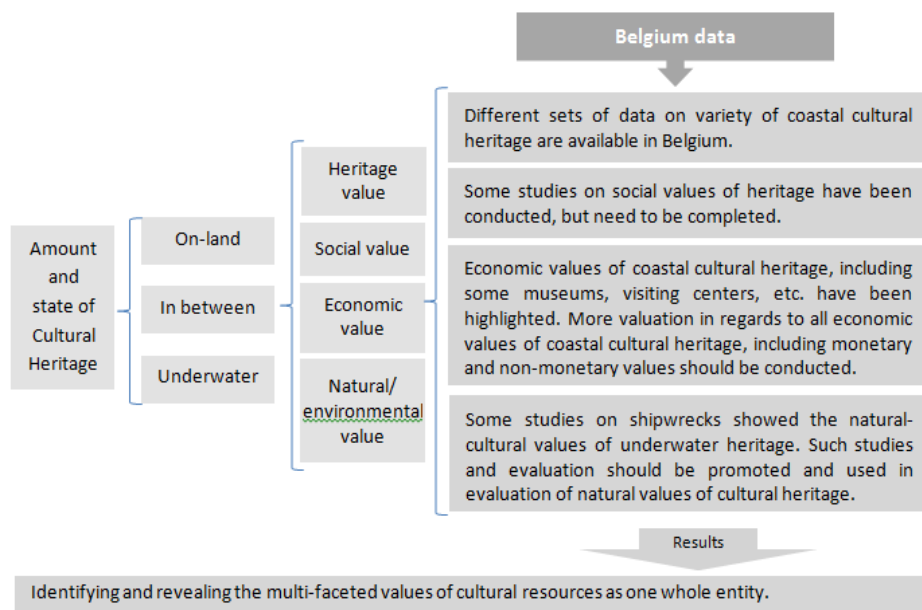 Belgium data
Different sets of data on variety of coastal cultural
heritage are available in Belgium.
Some studies on social values of heritage have been
conducted, but need to be completed.
Economic values of coastal cultural heritage, including
some museums, visiting centers, etc. have been
highlighted. More valuation in regards to all economic
values of coastal cultural heritage, including monetary
and non-monetary values should be conducted.
Some studies on shipwrecks showed the natural-
cultural values of underwater heritage. Such studies
and evaluation should be promoted and used in
evaluation of natural values of cultural heritage.
Heritage
value
Social value
Economic
value
Natural/
environmental
value
On-land
In between
Underwater
Amount
and
state of
Cultural
Heritage
Results
Identifying and revealing the multi-faceted values of cultural resources as one whole entity.